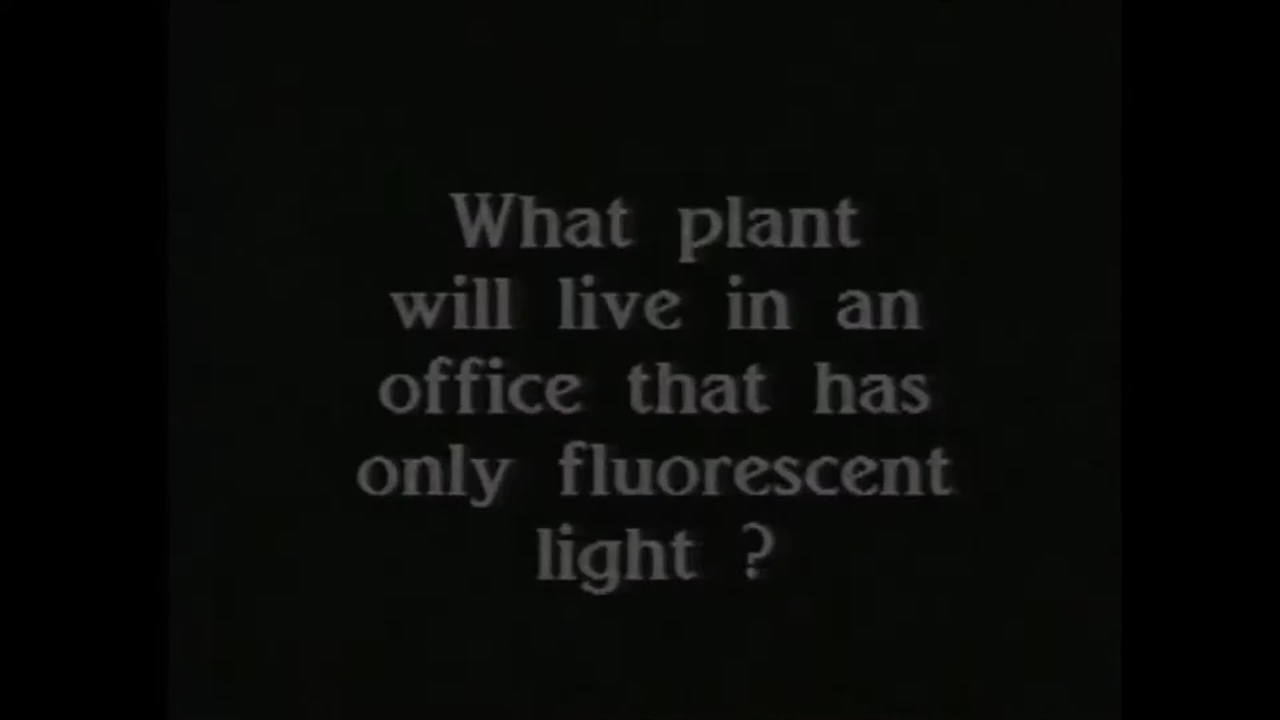 What plant
will live in an
office that has
only fluorescent
light ?